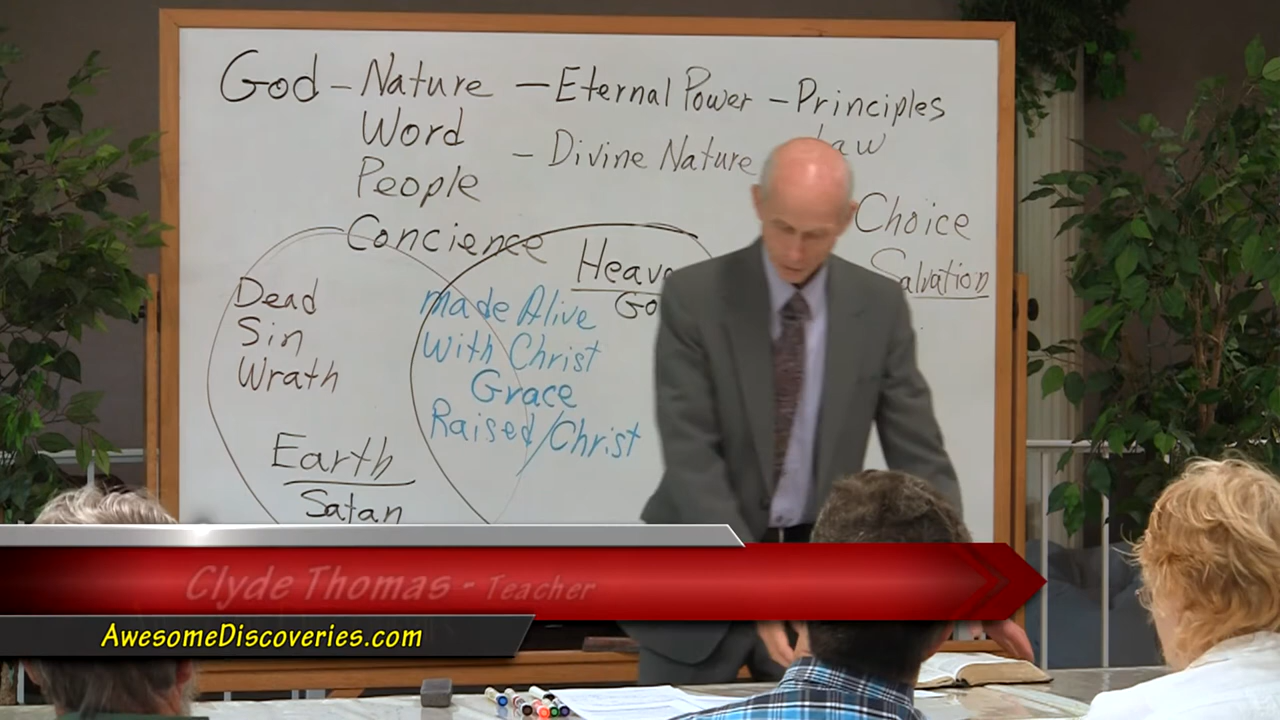 God – Nature – Eternal Power – Principles
Word
– Divine Nature
People
Choice
Concience
Salvation
Heave
Dead
made Alive
Sin
With Christ
Wrath
Grace
Raised/Christ
Earth
Satan
Clyde Thomas - Teacher
AwesomeDiscoveries.com